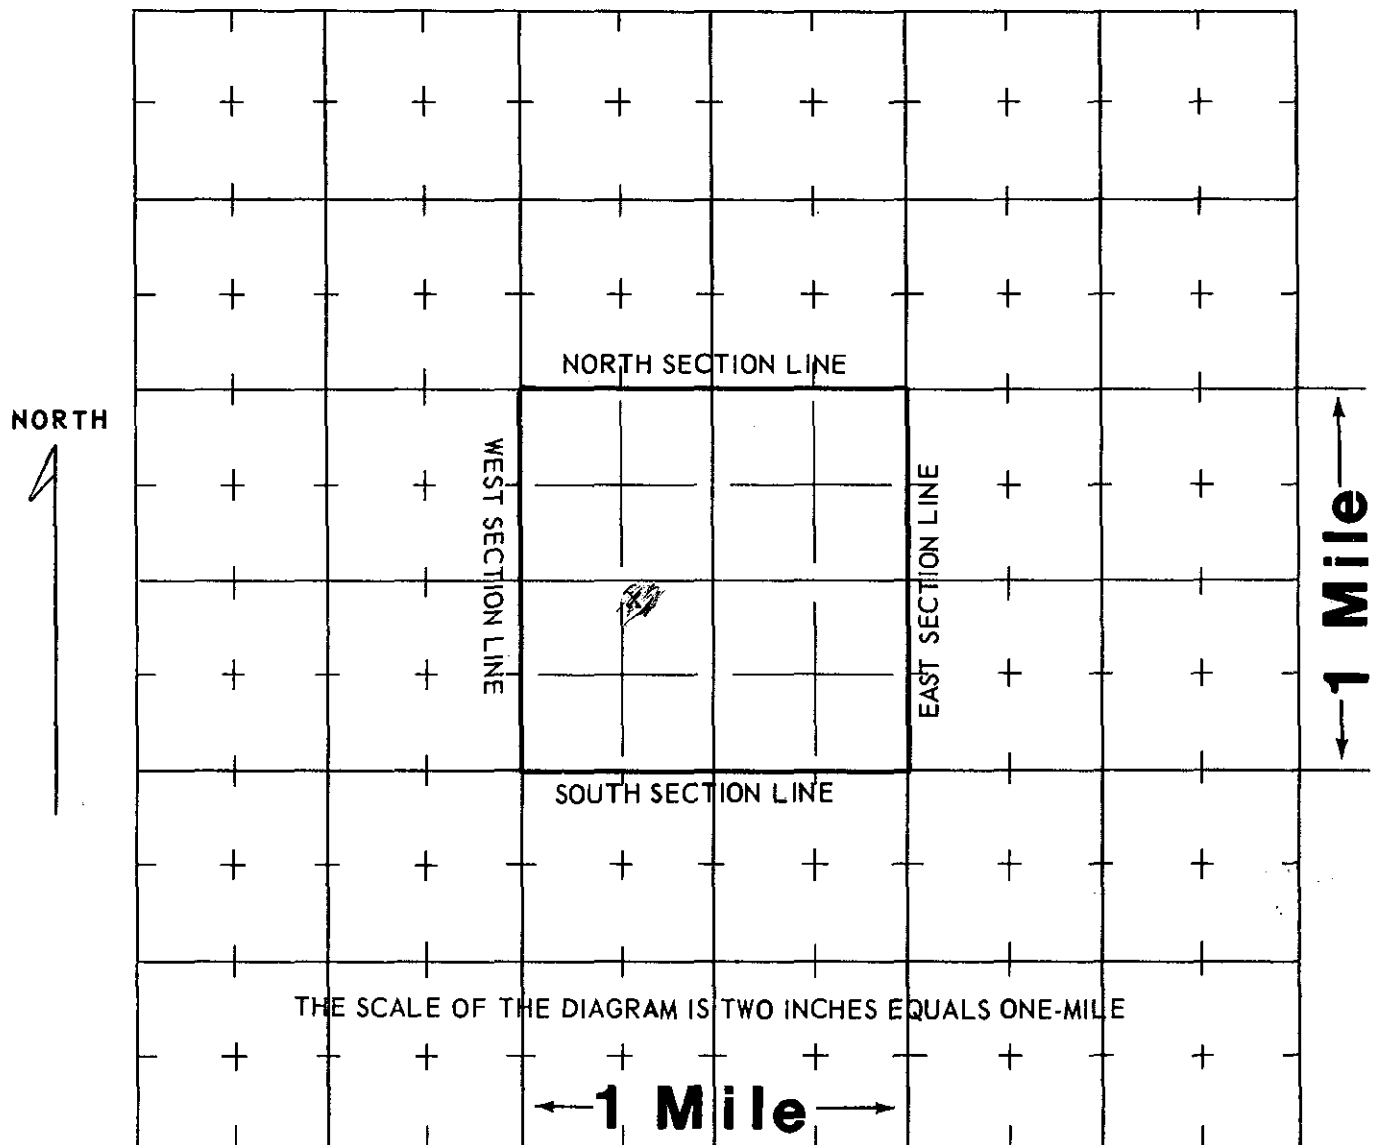 NORTH SECTION LINE
NORTH
WEST SECTION LINE
EAST SECTION LINE
1 Mile
X
SOUTH SECTION LINE
THE SCALE OF THE DIAGRAM IS TWO INCHES EQUALS ONE-MILE
1 Mile